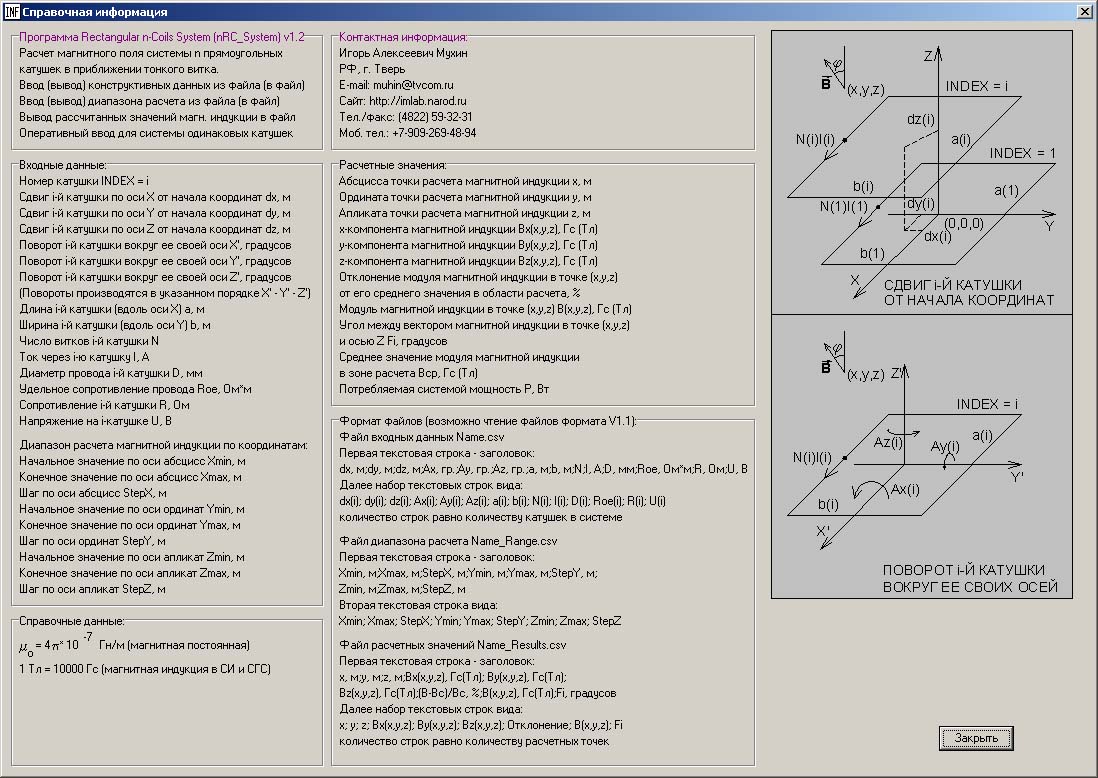 INF Справочная информация
Программа Rectangular n-Coils System (nRC_System) v1.2
Расчет магнитного поля системы n прямоугольных
катушек в приближении тонкого витка.
Ввод (вывод) конструктивных данных из файла (в файл)
Ввод (вывод) диапазона расчета из файла (в файл)
Вывод рассчитанных значений магн. индукции в файл
Оперативный ввод для системы одинаковых катушек
Контактная информация:
Игорь Алексеевич Мухин
РФ, г. Тверь
E-mail: muhin@tvcom.ru
Сайт: http://imlab.narod.ru
Тел./Факс: (4822) 59-32-31
Моб. тел.: +7-909-269-48-94
Входные данные:
Номер катушки INDEX = i
Сдвиг i-й катушки по оси X от начала координат dx, м
Сдвиг i-й катушки по оси Y от начала координат dy, м
Сдвиг i-й катушки по оси Z от начала координат dz, м
Поворот i-й катушки вокруг ее своей оси X', градусов
Поворот i-й катушки вокруг ее своей оси Y', градусов
Поворот i-й катушки вокруг ее своей оси Z', градусов
(Повороты производятся в указанном порядке X' - Y' - Z')
Длина i-й катушки (вдоль оси X) a, м
Ширина i-й катушки (вдоль оси Y) b, м
Число витков i-й катушки N
Ток через i-ю катушку I, А
Диаметр провода i-й катушки D, мм
Удельное сопротивление провода Roe, Ом*м
Сопротивление i-й катушки R, Ом
Напряжение на i-катушке U, В
Диапазон расчета магнитной индукции по координатам:
Начальное значение по оси абсцисс Xmin, м
Конечное значение по оси абсцисс Xmax, м
Шаг по оси абсцисс StepX, м
Начальное значение по оси ординат Ymin, м
Конечное значение по оси ординат Ymax, м
Шаг по оси ординат StepY, м
Начальное значение по оси аппликат Zmin, м
Конечное значение по оси аппликат Zmax, м
Шаг по оси аппликат StepZ, м
Справочные данные:
μo = 4π*10 -7 Гн/м (магнитная постоянная)
1 Тл = 10000 Гс (магнитная индукция в СИ и СГС)
Расчетные значения:
Абсцисса точки расчета магнитной индукции x, м
Ордината точки расчета магнитной индукции y, м
Аппликата точки расчета магнитной индукции z, м
x-компонента магнитной индукции Bx(x,y,z), Гс (Тл)
y-компонента магнитной индукции By(x,y,z), Гс (Тл)
z-компонента магнитной индукции Bz(x,y,z), Гс (Тл)
Отклонение модуля магнитной индукции в точке (x,y,z)
от его среднего значения в области расчета, %
Модуль магнитной индукции в точке (x,y,z) B(x,y,z), Гс (Тл)
Угол между вектором магнитной индукции в точке (x,y,z)
и осью Z Fi, градусов
Среднее значение модуля магнитной индукции
в зоне расчета Bср, Гс (Тл)
Потребляемая системой мощность P, Вт
Формат файлов (возможно чтение файлов формата V1.1):
Файл входных данных Name.csv
Первая текстовая строка - заголовок:
dx, м;dy, м;dz, м;Ax, гр.;Ay, гр.;Az, гр.;a, м;b, м;N;I, A;D, мм;Roe, Ом*м;R, Ом;U, В
Далее набор текстовых строк вида:
dx(i); dy(i); dz(i); Ax(i); Ay(i); Az(i); a(i); b(i); N(i); I(i); D(i); Roe(i); R(i); U(i)
количество строк равно количеству катушек в системе
Файл диапазона расчета Name_Range.csv
Первая текстовая строка - заголовок:
Xmin, м;Xmax, м;StepX, м;Ymin, м;Ymax, м;StepY, м;
Zmin, м;Zmax, м;StepZ, м
Вторая текстовая строка вида:
Xmin; Xmax; StepX; Ymin; Ymax; StepY; Zmin; Zmax; StepZ
Файл расчетных значений Name_Results.csv
Первая текстовая строка - заголовок:
x, м;y, м;z, м;Bx(x,y,z), Гс(Тл); By(x,y,z), Гс(Тл);
Bz(x,y,z), Гс(Тл);(B-Bc)/Bc, %;B(x,y,z), Гс(Тл);Fi, градусов
Далее набор текстовых строк вида:
x; y; z; Bx(x,y,z); By(x,y,z); Bz(x,y,z); Отклонение; B(x,y,z); Fi
количество строк равно количеству расчетных точек
Z
φ
B
(x,y,z)
INDEX = i
dz(i)
N(i)I(i)
a(i)
INDEX = 1
b(i)
a(1)
N(1)I(1)
dy(i)
(0,0,0)
Y
dx(i)
b(1)
X
СДВИГ i-Й КАТУШКИ
ОТ НАЧАЛА КООРДИНАТ
φ
B
(x,y,z)
Z'
INDEX = i
a(i)
Az(i)
Ay(i)
N(i)I(i)
Y'
Ax(i)
b(i)
X'
ПОВОРОТ i-Й КАТУШКИ
ВОКРУГ ЕЕ СВОИХ ОСЕЙ
Закрыть